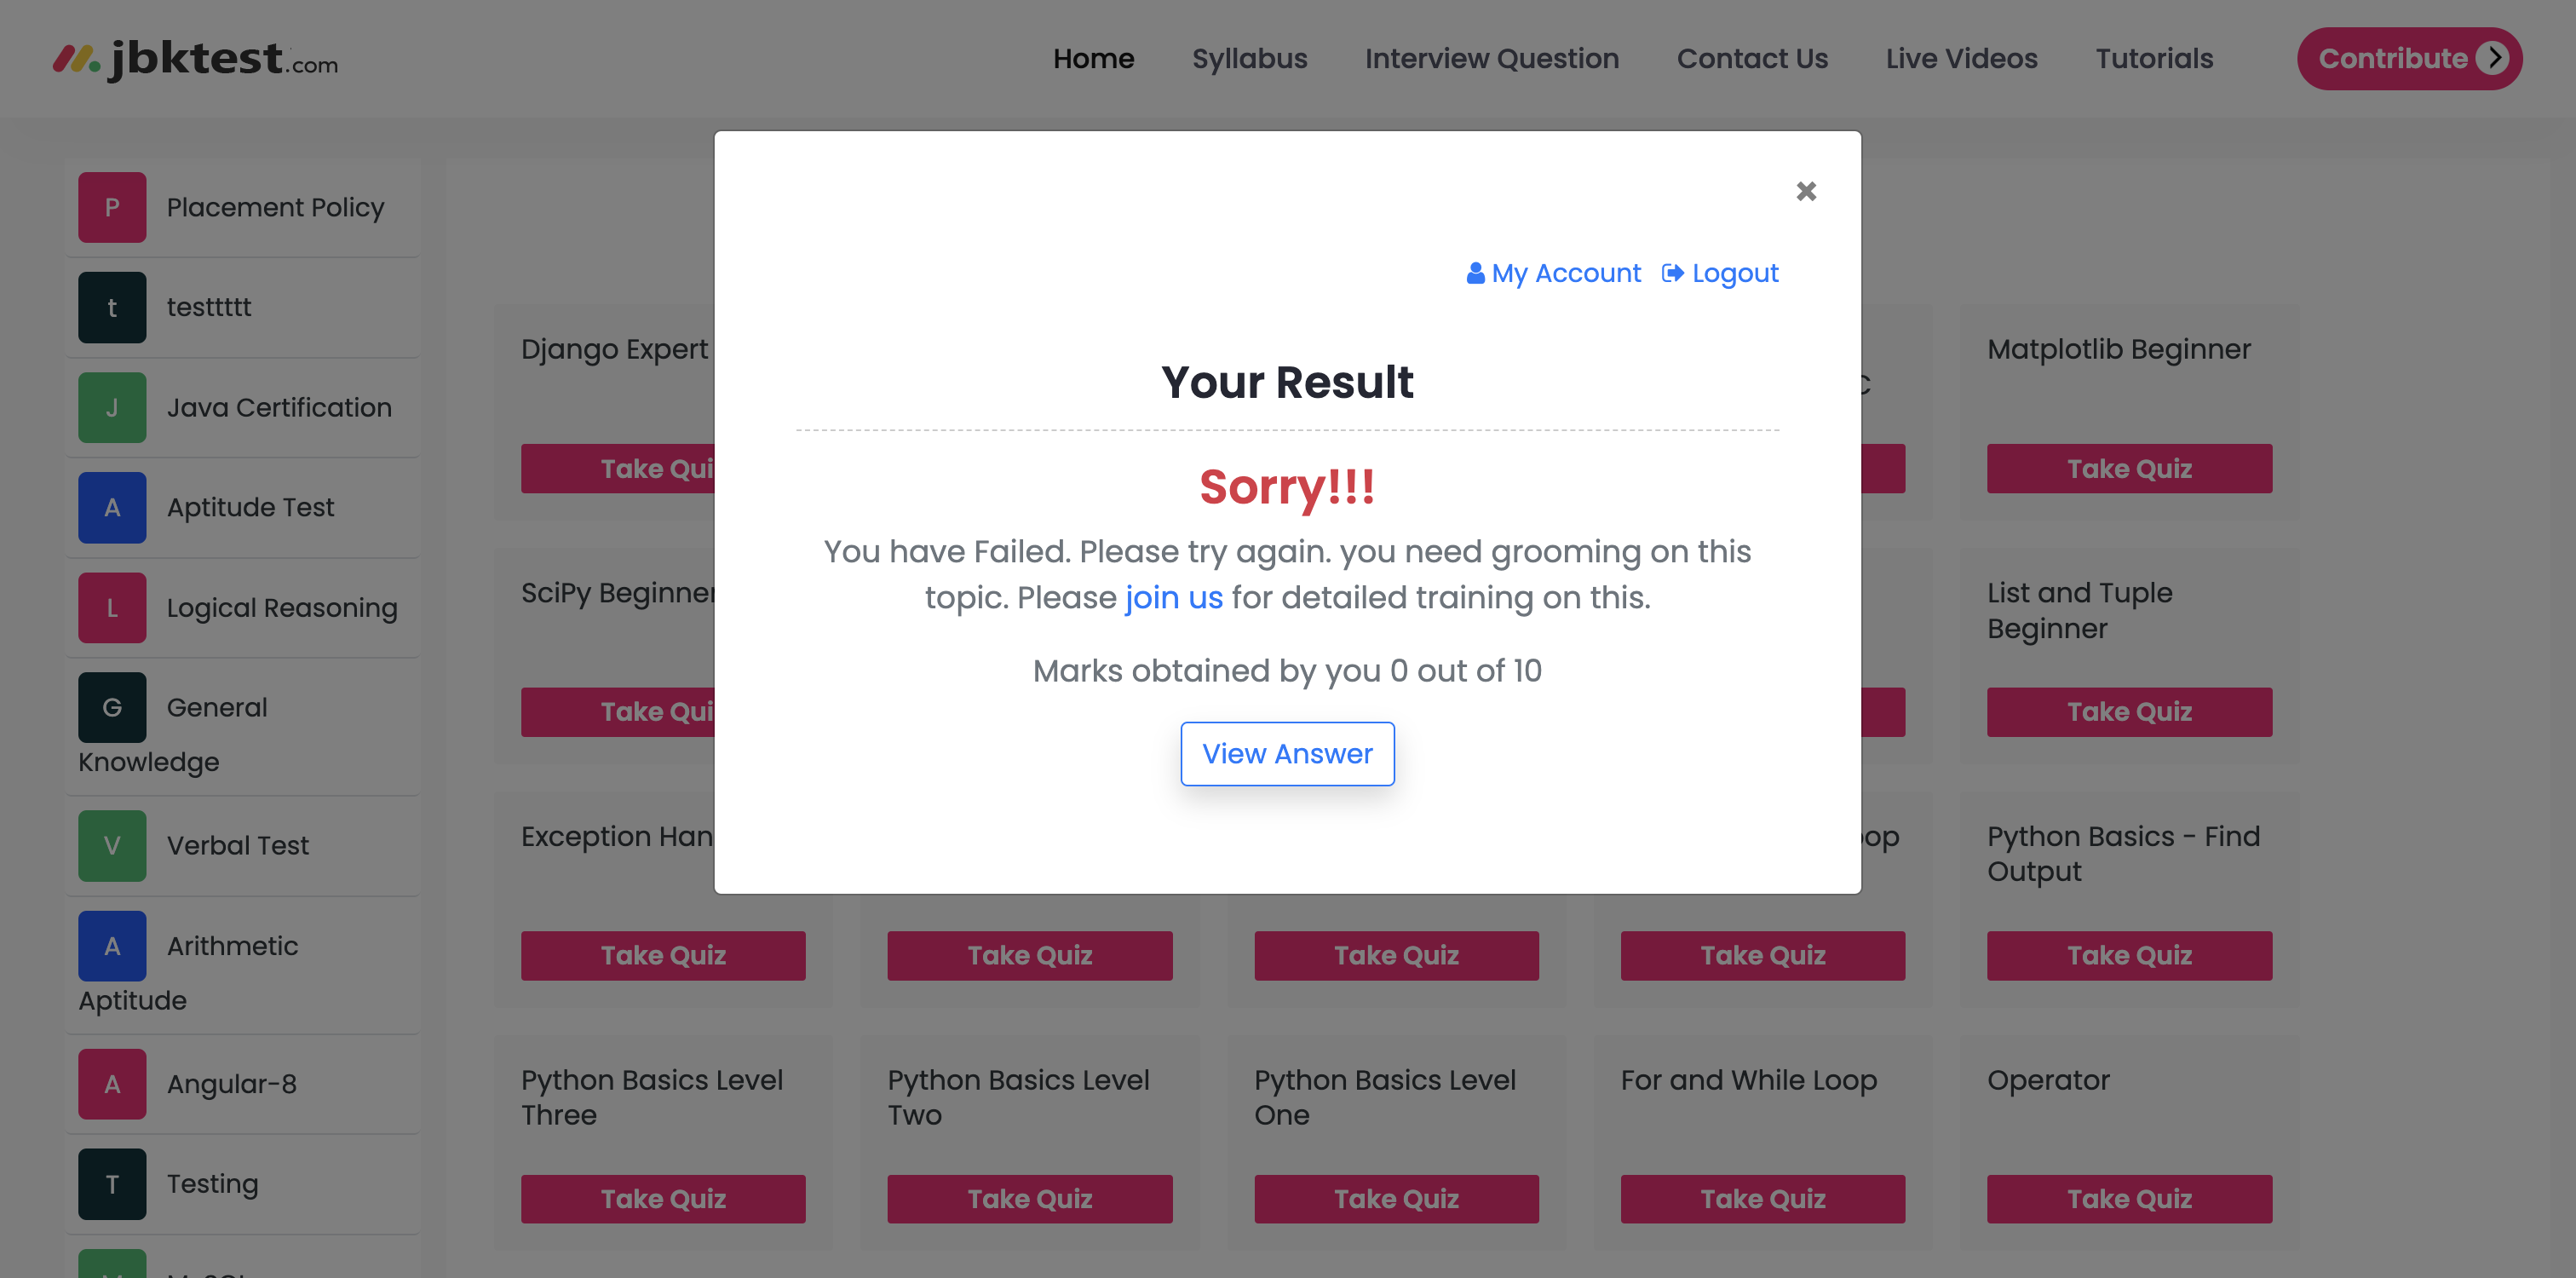 jbktest.com
Home Syllabus Interview Question Contact Us Live Videos Tutorials Contribute
P Placement Policy
t testtttt
J Java Certification
A Aptitude Test
L Logical Reasoning
G General
Knowledge
V Verbal Test
A Arithmetic
Aptitude
A Angular-8
T Testing
My Account Logout
Your Result
Sorry!!!
You have Failed. Please try again. you need grooming on this
topic. Please join us for detailed training on this.
Marks obtained by you 0 out of 10
View Answer
Django Expert
Take Qui
Matplotlib Beginner
Take Quiz
SciPy Beginner
Take Qui
List and Tuple
Beginner
Take Quiz
Exception Han
Take Quiz
Take Quiz
Take Quiz
oop
Take Quiz
Python Basics - Find
Output
Take Quiz
Python Basics Level
Three
Take Quiz
Python Basics Level
Two
Take Quiz
Python Basics Level
One
Take Quiz
For and While Loop
Take Quiz
Operator
Take Quiz